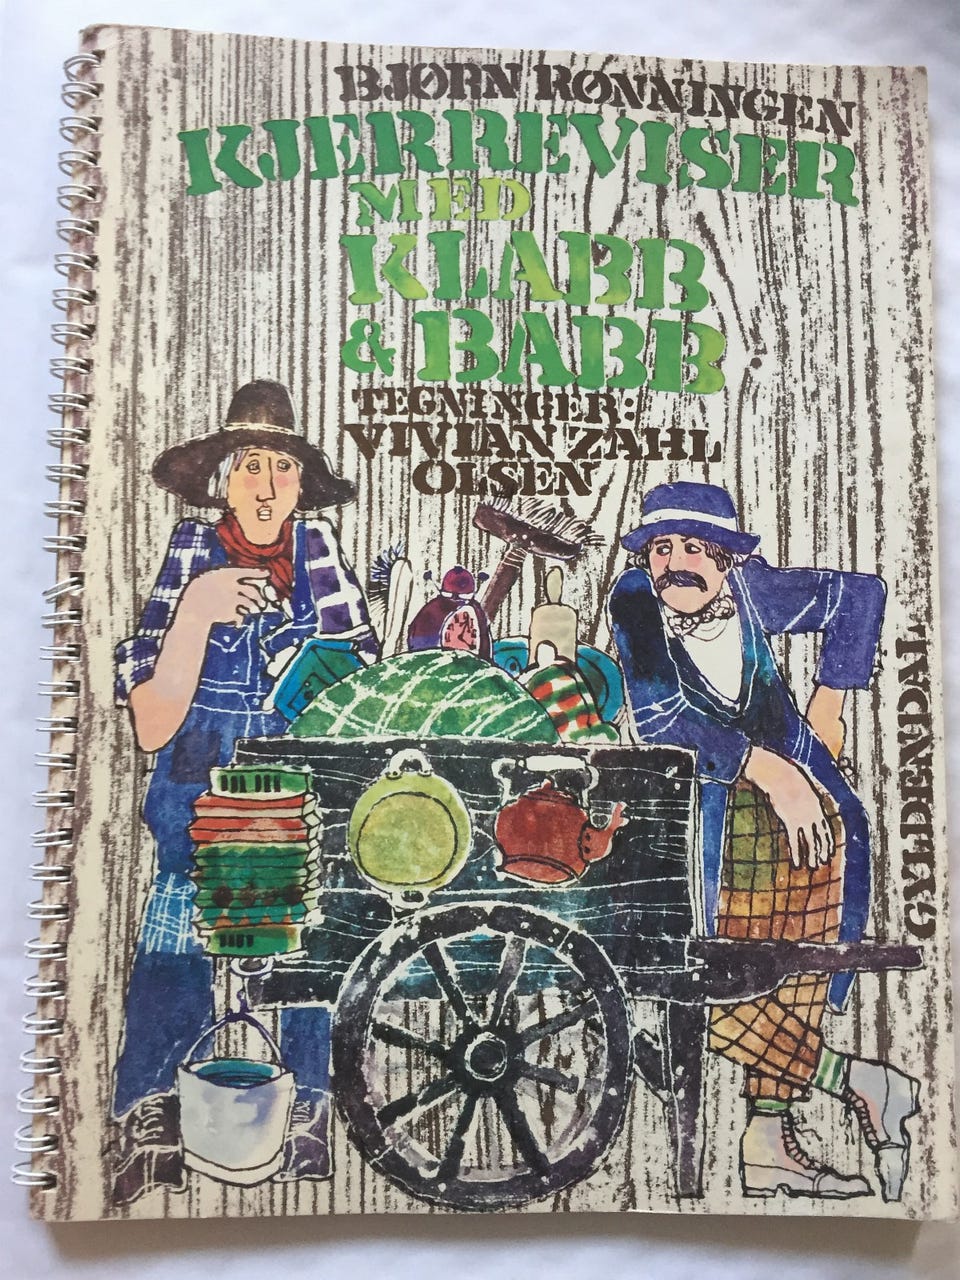 BJØRN RØNNINGEN
KJERREVISER
MED
KLABB
& BABB
TEGNINGER:
VIVIAN ZAHL
OLSEN
GYLDENDAL